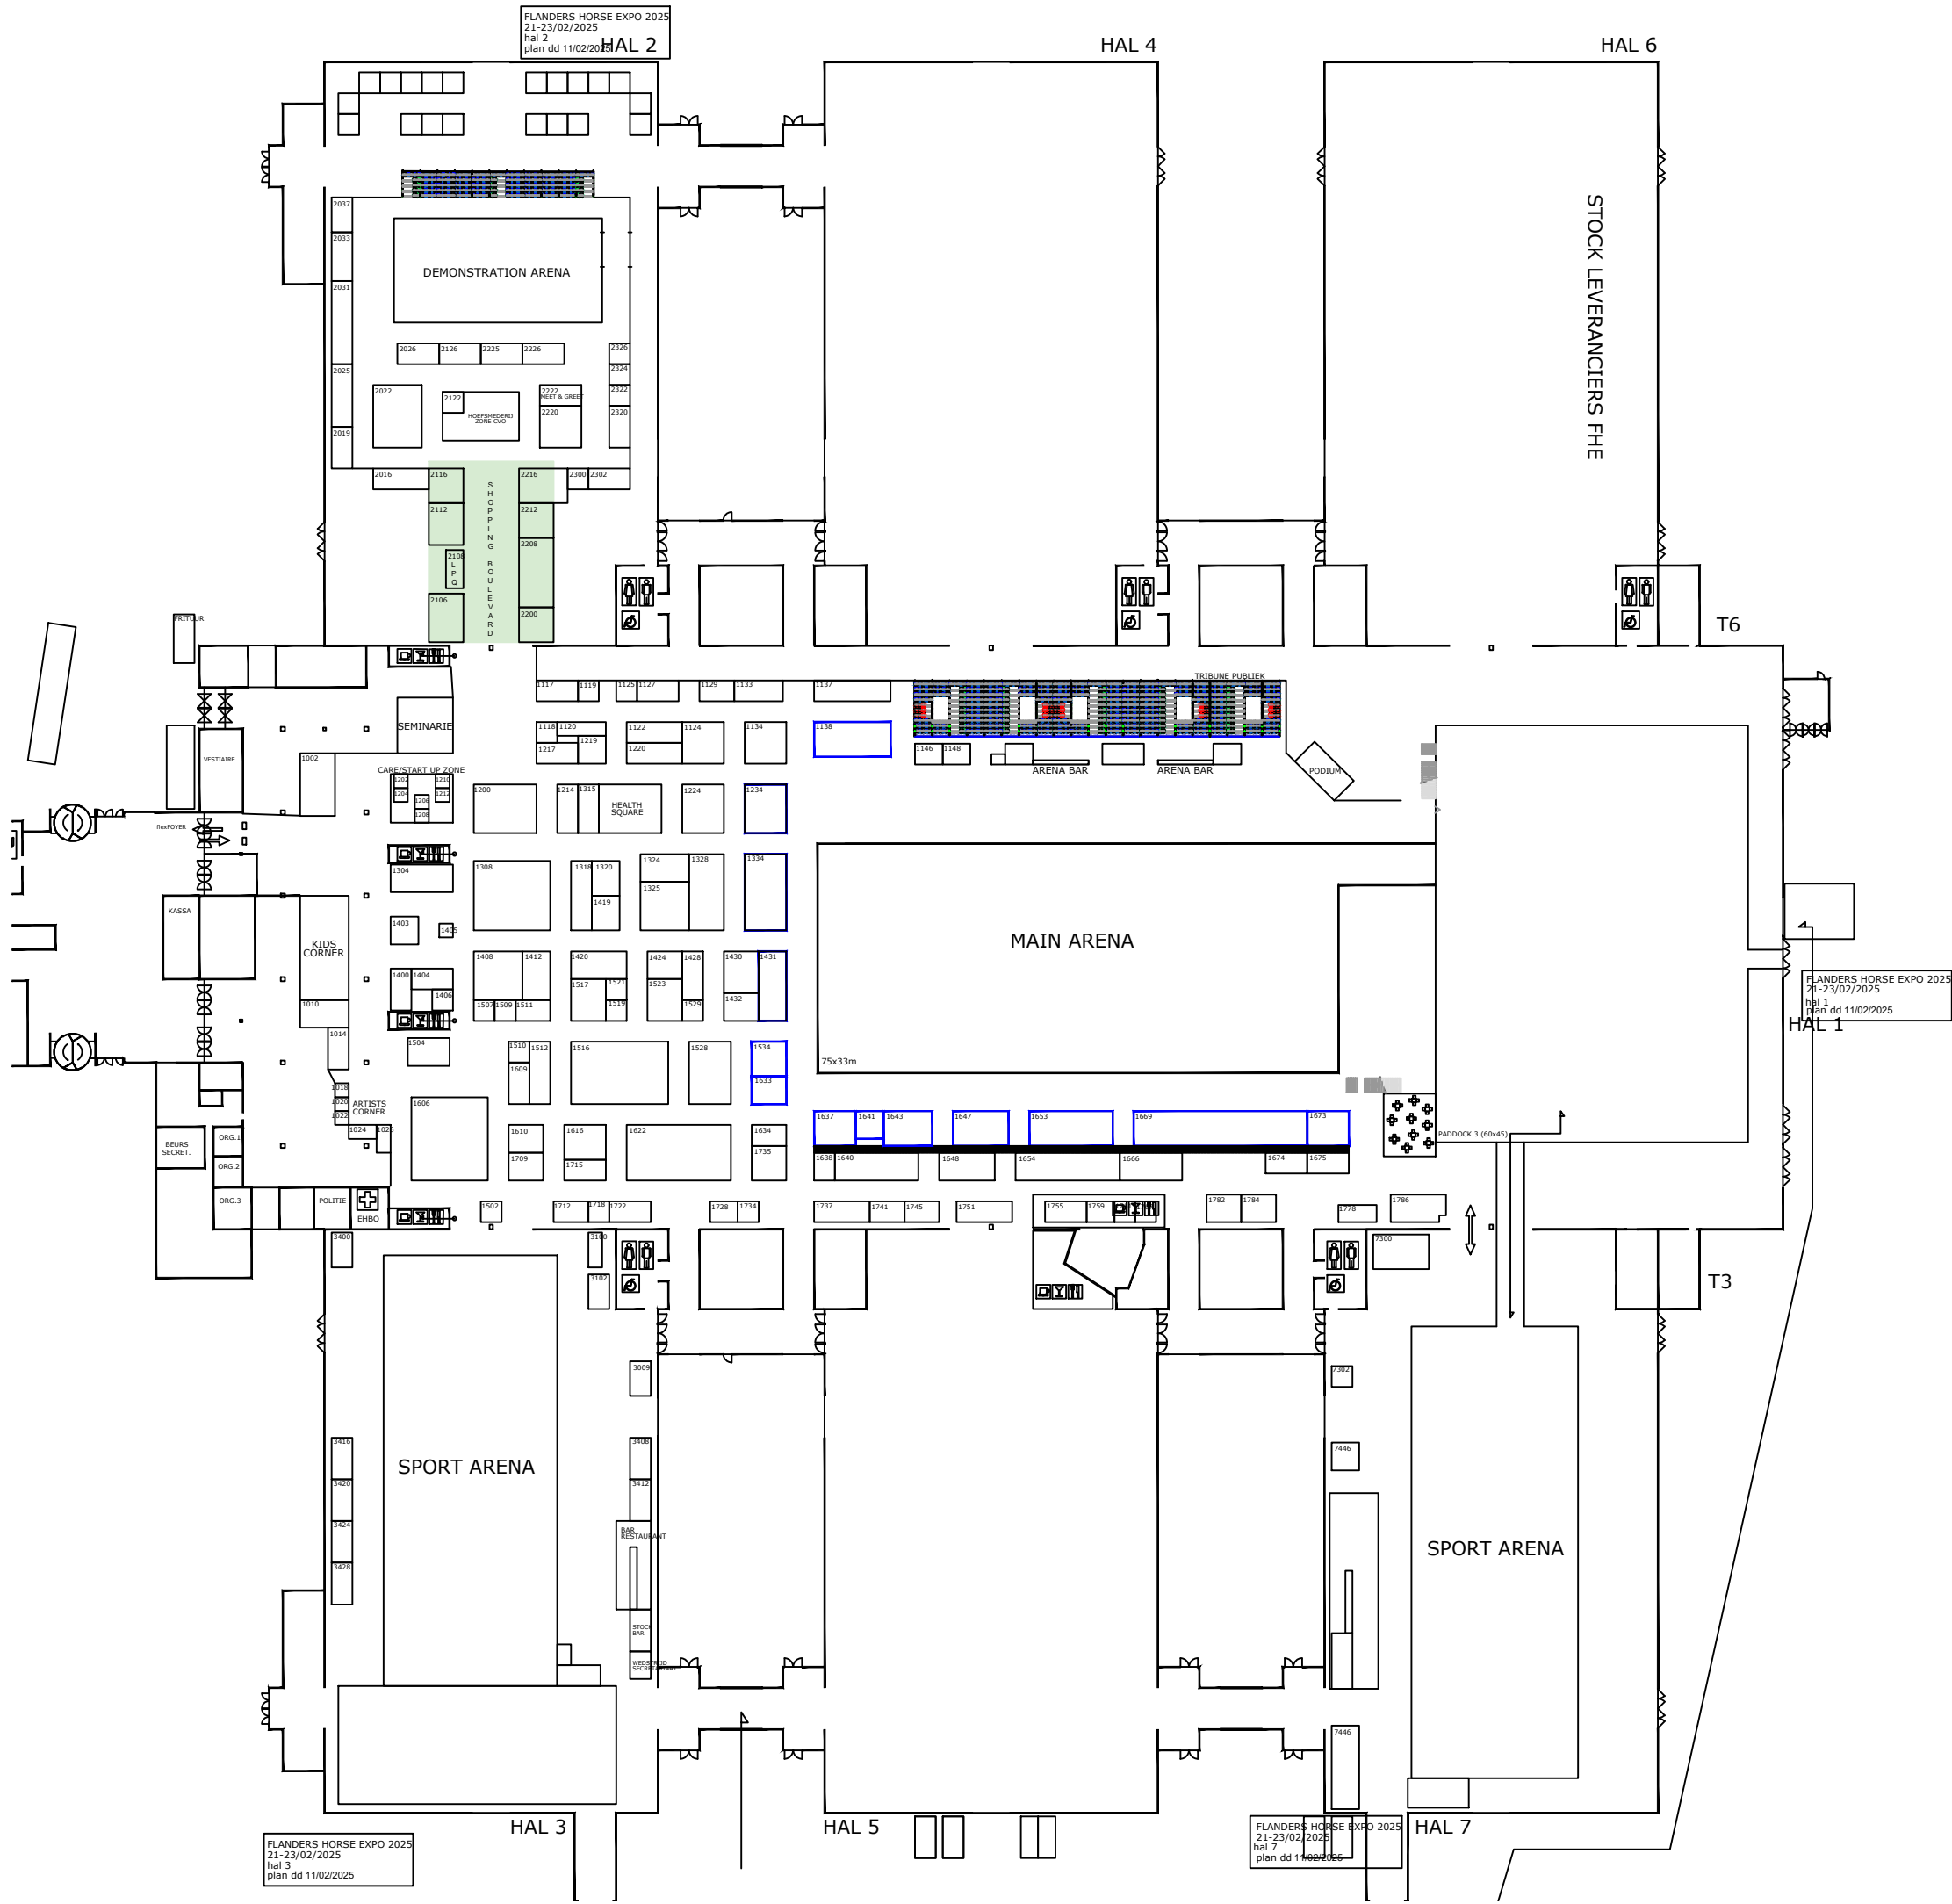 FLANDERS HORSE EXPO 2025
21-23/02/2025
hal 2
plan dd 11/02/2025
HAL 2
HAL 4
HAL 6
STOCK LEVERANCIERS FHE
2037
2033
DEMONSTRATION ARENA
2031
2026
2126
2225
2226
2326
2324
2025
2022
2122
HOEFSMEDERIJ
ZONE CVO
2222
MEET & GREET
2220
2322
2320
2019
2016
2116
2216
2300
2302
SHOPPING BOULEVARD
2112
2212
2208
2108
LPQ
2106
2200
FRITUUR
T6
1117
1119
1125
1127
1129
1133
1137
TRIBUNE PUBLIEK
SEMINARIE
1118
1120
1122
1124
1134
1138
1217
1219
1220
1146
1148
ARENA BAR
ARENA BAR
PODIUM
VESTIAIRE
1002
CARE/START UP ZONE
1202
1210
1204
1212
1206
1208
1200
1214
1315
HEALTH
SQUARE
1224
1234
flexFOYER
1304
1308
1318
1320
1324
1328
1334
1325
1419
KASSA
KIDS
CORNER
1403
1405
MAIN ARENA
1408
1412
1420
1424
1428
1430
1431
1400
1404
1406
1517
1521
1523
1432
1010
1507
1509
1511
1519
1529
FLANDERS HORSE EXPO 2025
21-23/02/2025
hal 1
plan dd 11/02/2025
HAL 1
1014
1504
1510
1512
1516
1528
1534
75x33m
1609
1633
1018
1020
1022
ARTISTS
CORNER
1024
1606
1637
1641
1643
1647
1653
1669
1673
ORG.1
BEURS
SECRET.
1610
1616
1622
1634
PADDOCK 3 (60x45)
ORG.2
1709
1715
1735
1638
1640
1648
1654
1666
1674
1675
ORG.3
POLITIE
EHBO
1502
1712
1718
1722
1728
1734
1737
1741
1745
1751
1755
1759
1782
1784
1778
1786
3400
3100
7300
3102
T3
3009
7302
3416
3408
7446
SPORT ARENA
3420
3412
3424
BAR
RESTAURANT
SPORT ARENA
3428
STOCK
BAR
WEDSTRIJD
SECRETARIAAT
7446
HAL 3
HAL 5
HAL 7
FLANDERS HORSE EXPO 2025
21-23/02/2025
hal 7
plan dd 11/02/2025
FLANDERS HORSE EXPO 2025
21-23/02/2025
hal 3
plan dd 11/02/2025